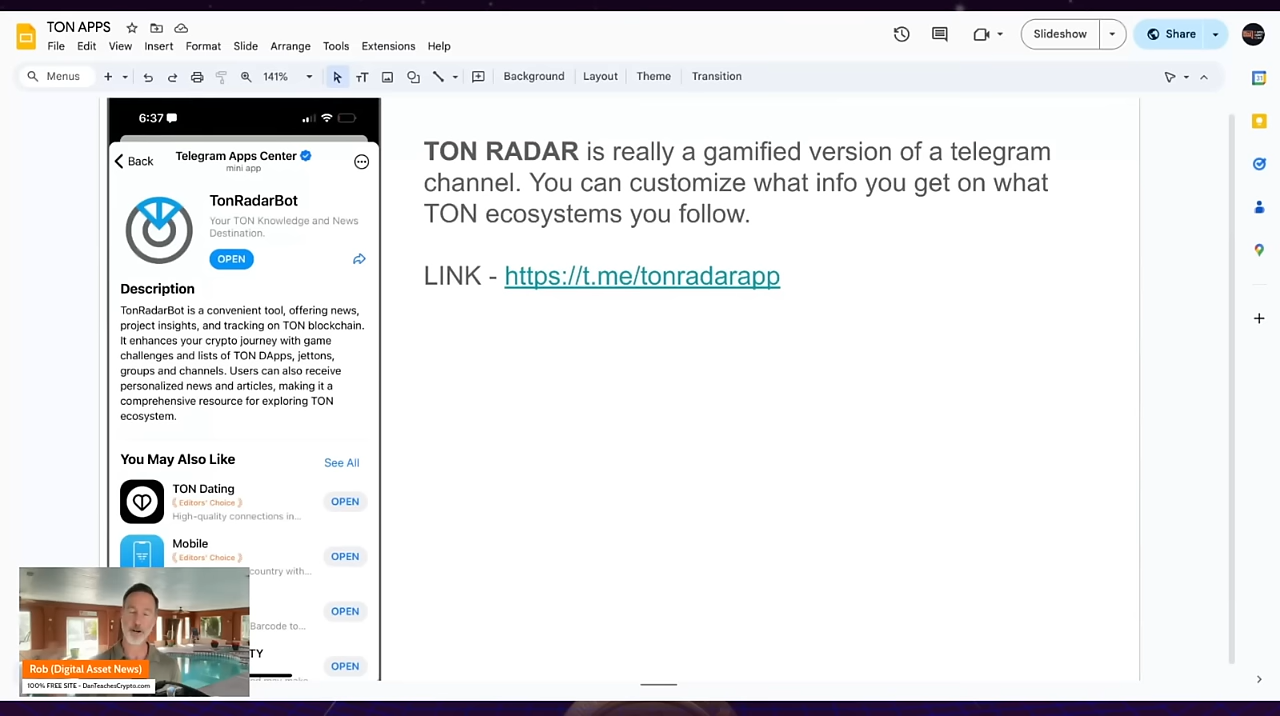 TON APPS
File Edit View Insert Format Slide Arrange Tools Extensions Help
Slideshow
Share
Menus
141%
Background Layout Theme Transition
6:37
Back
Telegram Apps Center
mini app
TonRadarBot
Your TON Knowledge and News
Destination.
OPEN
Description
TonRadarBot is a convenient tool, offering news,
project insights, and tracking on TON blockchain.
It enhances your crypto journey with game
challenges and lists of TON DApps, jettons,
groups and channels. Users can also receive
personalized news and articles, making it a
comprehensive resource for exploring TON
ecosystem.
You May Also Like
See All
TON Dating
Editors' Choice
High-quality connections in...
OPEN
Mobile
Editors' Choice
country with...
OPEN
Barcode to...
OPEN
TY
OPEN
TON RADAR is really a gamified version of a telegram
channel. You can customize what info you get on what
TON ecosystems you follow.
LINK - https://t.me/tonradarapp
Rob (Digital Asset News)
100% FREE SITE - DanTeachesCrypto.com